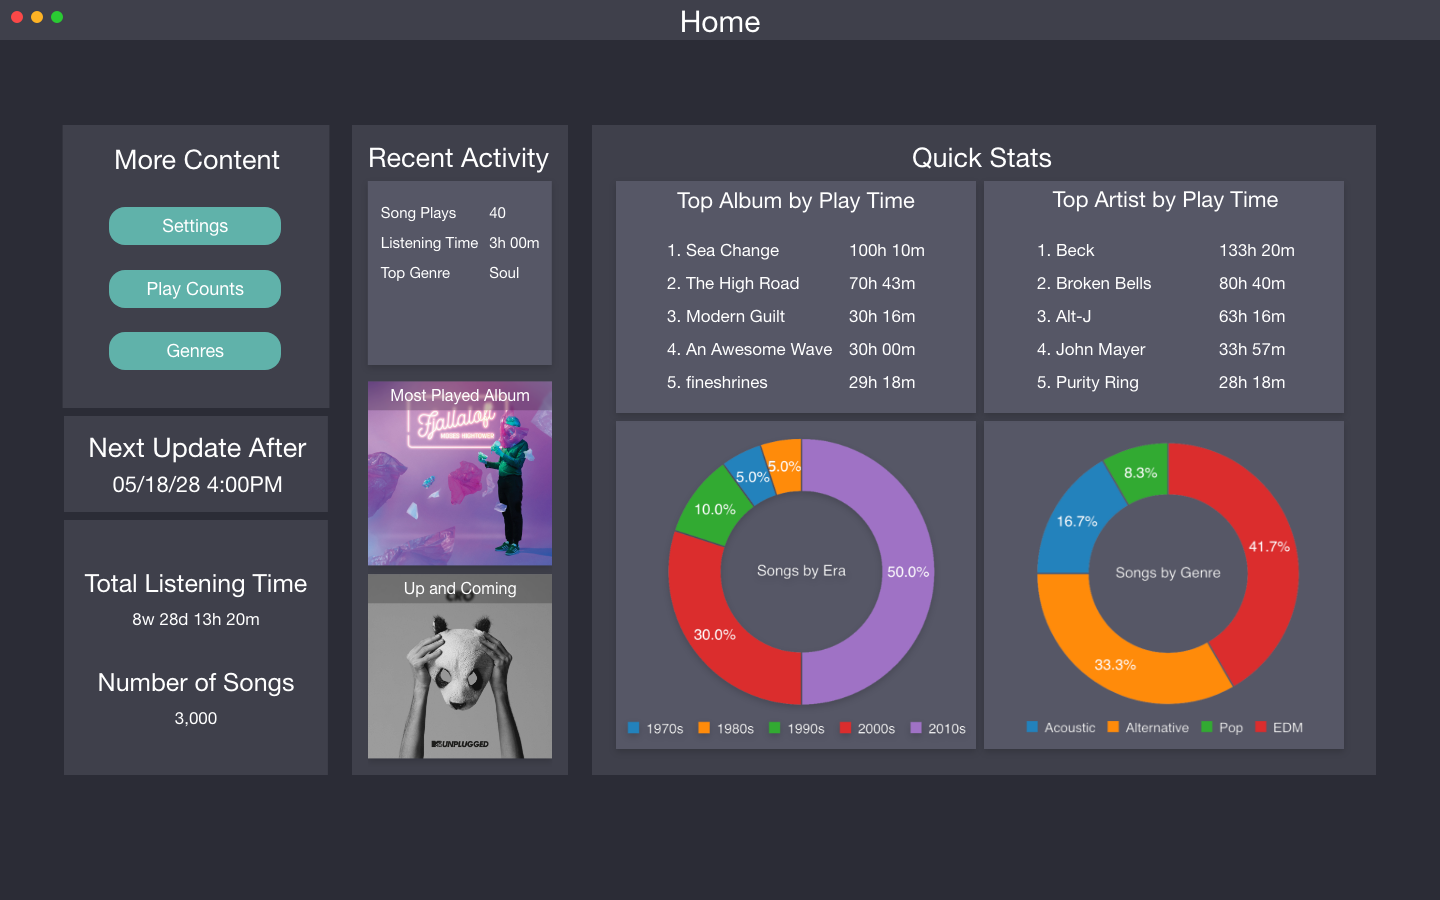 Home
More Content
Settings
Play Counts
Genres
Next Update After
05/18/28 4:00PM
Total Listening Time
8w 28d 13h 20m
Number of Songs
3,000
Recent Activity
Song Plays 40
Listening Time 3h 00m
Top Genre Soul
Most Played Album
Fjallaloft
MOSES HIGHTOWER
Up and Coming
CRO
MTV UNPLUGGED
Quick Stats
Top Album by Play Time
1. Sea Change 100h 10m
2. The High Road 70h 43m
3. Modern Guilt 30h 16m
4. An Awesome Wave 30h 00m
5. fineshrines 29h 18m
Top Artist by Play Time
1. Beck 133h 20m
2. Broken Bells 80h 40m
3. Alt-J 63h 16m
4. John Mayer 33h 57m
5. Purity Ring 28h 18m
5.0%
5.0%
10.0%
50.0%
Songs by Era
30.0%
1970s 1980s 1990s 2000s 2010s
8.3%
16.7%
41.7%
Songs by Genre
33.3%
Acoustic Alternative Pop EDM